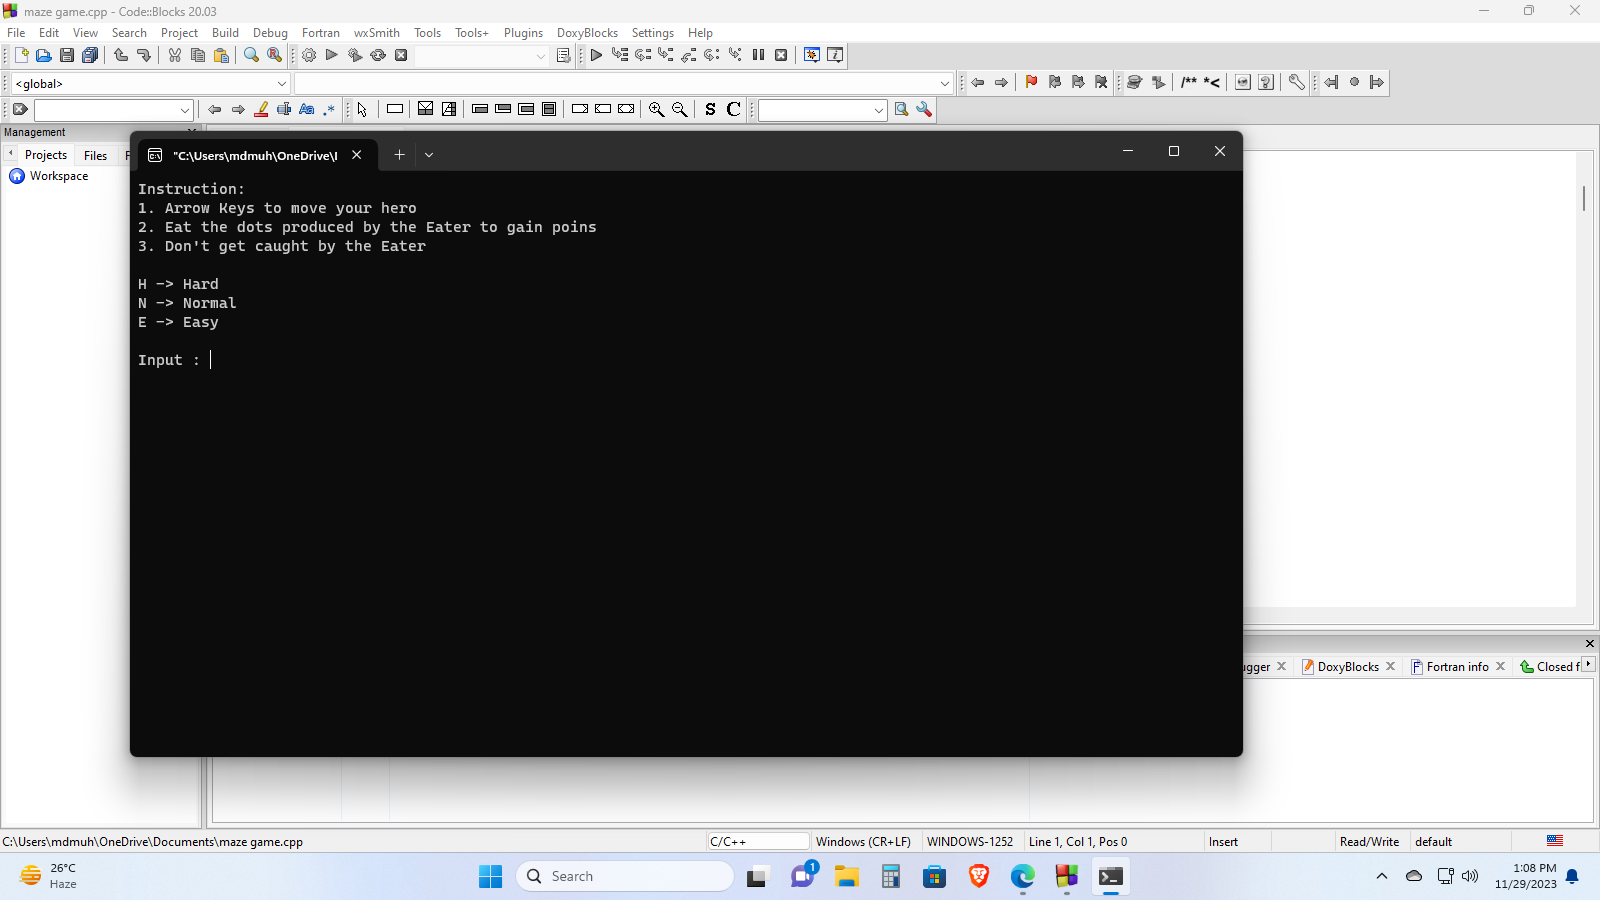 maze game.cpp - Code::Blocks 20.03
File Edit View Search Project Build Debug Fortran wxSmith Tools Tools+ Plugins DoxyBlocks Settings Help
<global>
/** *<
Aa .*
S C
Management
Projects Files
Workspace
"C:\Users\mdmuh\OneDrive\
Instruction:
1. Arrow Keys to move your hero
2. Eat the dots produced by the Eater to gain poins
3. Don't get caught by the Eater
H -> Hard
N -> Normal
E -> Easy
Input :
ugger DoxyBlocks Fortran info Closed f
C:\Users\mdmuh\OneDrive\Documents\maze game.cpp C/C++ Windows (CR+LF) WINDOWS-1252 Line 1, Col 1, Pos 0 Insert Read/Write default
26°C
Haze
Search
1
1:08 PM
11/29/2023